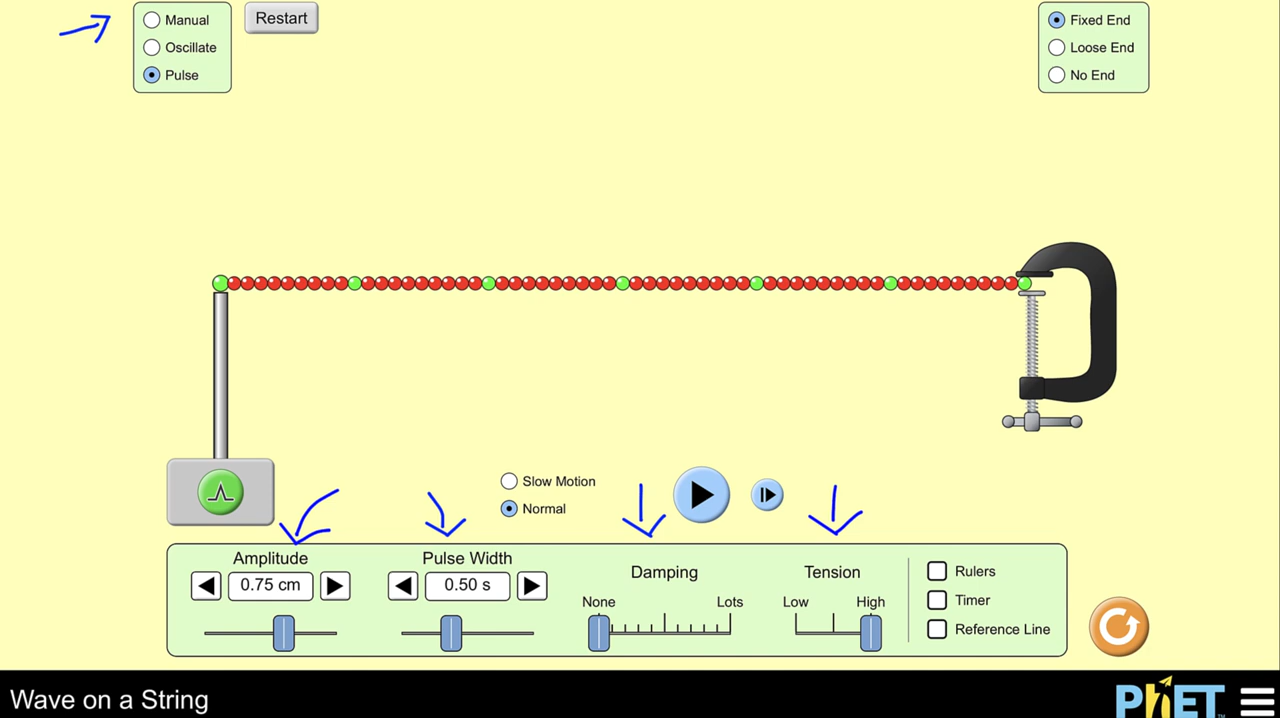 Manual
Oscillate
Pulse
Restart
Fixed End
Loose End
No End
Slow Motion
Normal
Amplitude
0.75 cm
Pulse Width
0.50 s
Damping
None
Lots
Tension
Low
High
Rulers
Timer
Reference Line
Wave on a String
PhET